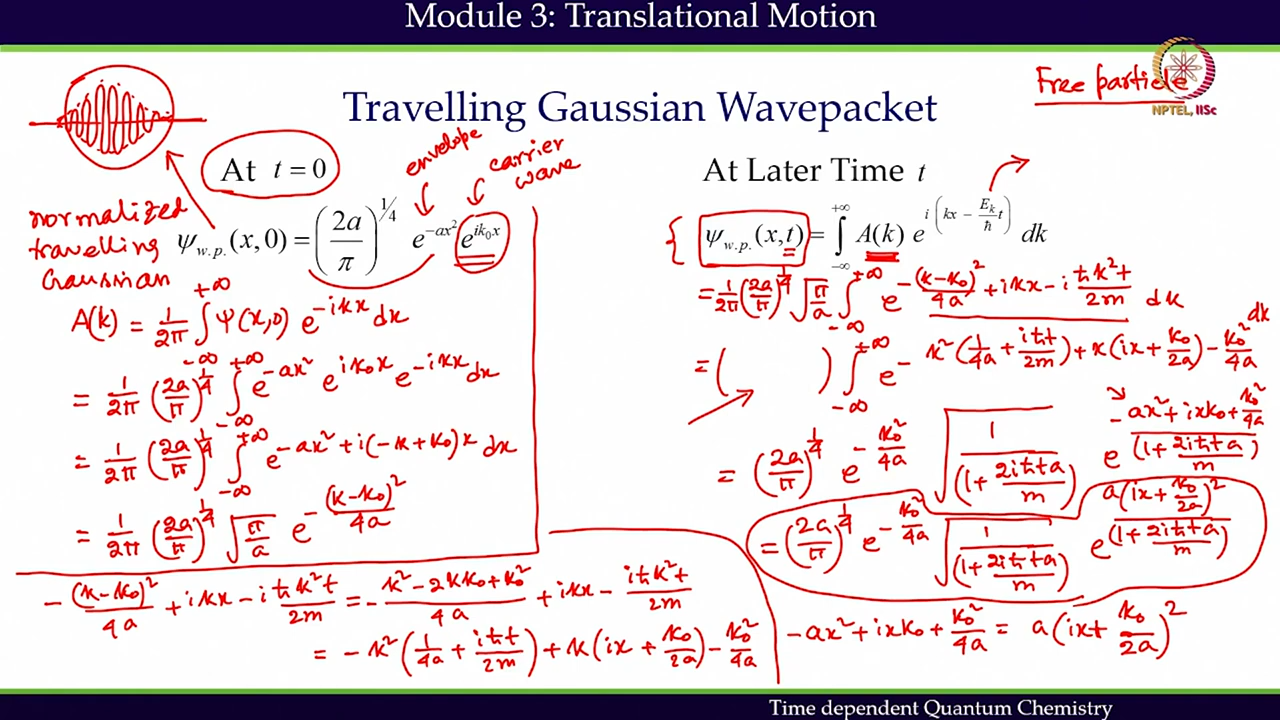 Module 3: Translational Motion
Free particle
NPTEL, IISc
Travelling Gaussian Wavepacket
At t = 0
envelope
carrier wave
normalized travelling Gaussian
ψ_{w.p.}(x,0) = (2a/π)^{1/4} e^{-ax²} e^{ik₀x}
A(k) = 1/2π ∫_{-∞}^{+∞} ψ(x,0) e^{-ikx} dx
= 1/2π (2a/π)^{1/4} ∫_{-∞}^{+∞} e^{-ax²} e^{ik₀x} e^{-ikx} dx
= 1/2π (2a/π)^{1/4} ∫_{-∞}^{+∞} e^{-ax² + i(-k+k₀)x} dx
= 1/2π (2a/π)^{1/4} √(π/a) e^{-(k-k₀)²/4a}
-(k-k₀)²/4a + ikx - iħk²t/2m = -(k² - 2kk₀ + k₀²)/4a + ikx - iħk²t/2m
= -k²(1/4a + iħt/2m) + k(ix + k₀/2a) - k₀²/4a
At Later Time t
ψ_{w.p.}(x,t) = ∫_{-∞}^{+∞} A(k) e^{i(kx - E_k t/ħ)} dk
= 1/2π (2a/π)^{1/4} √(π/a) ∫_{-∞}^{+∞} e^{-(k-k₀)²/4a + ikx - iħk²t/2m} dk
= ( ) ∫_{-∞}^{+∞} e^{-k²(1/4a + iħt/2m) + k(ix + k₀/2a) - k₀²/4a} dk
= (2a/π)^{1/4} e^{-k₀²/4a} √(1/(1 + 2iħta/m)) e^{(-ax² + ixk₀ + k₀²/4a)/(1 + 2iħta/m)}
= (2a/π)^{1/4} e^{-k₀²/4a} √(1/(1 + 2iħta/m)) e^{a(ix + k₀/2a)²/(1 + 2iħta/m)}
-ax² + ixk₀ + k₀²/4a = a(ix + k₀/2a)²
Time dependent Quantum Chemistry